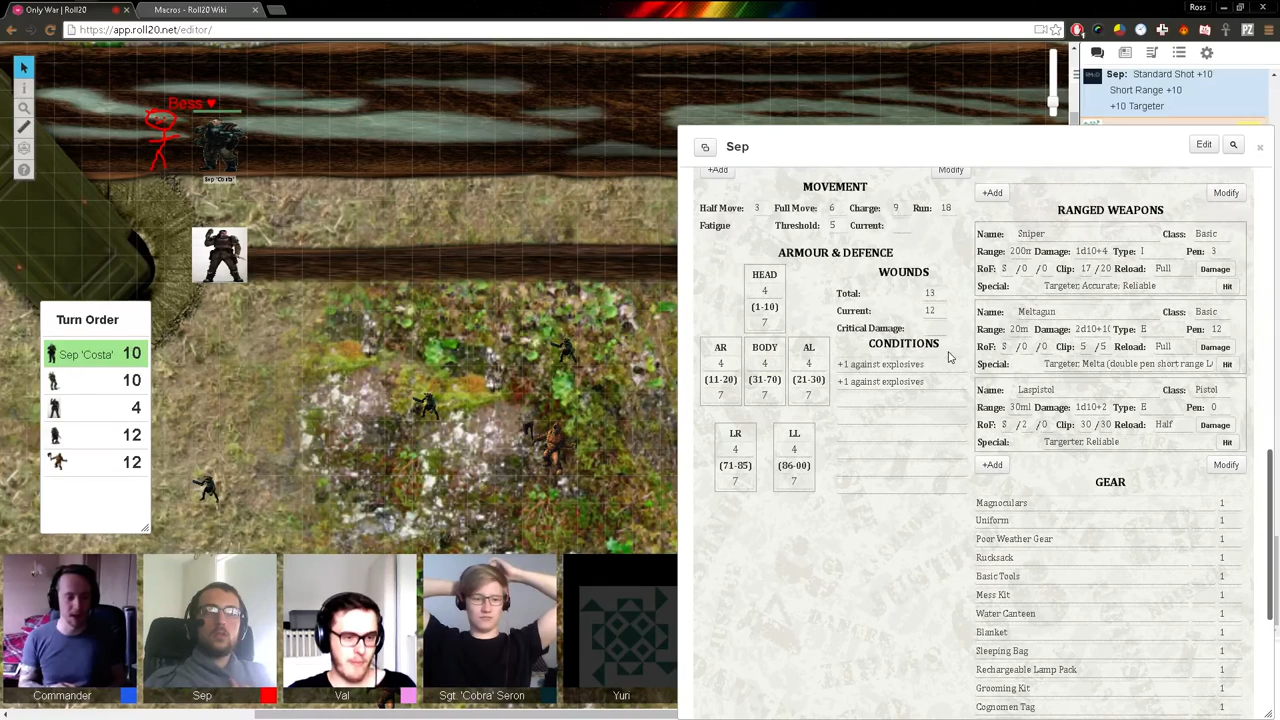 Only War | Roll20
Macros - Roll20 Wiki
Ross
https://app.roll20.net/editor/
Sep: Standard Shot +10
Short Range +10
+10 Targeter
Bess ♥
Sep 'Costa'
Turn Order
Sep 'Costa' 10
10
4
12
12
Commander
Sep
Val
Sgt. 'Cobra' Seron
Yuri
Sep
Edit
+Add
Modify
MOVEMENT
Half Move: 3 Full Move: 6 Charge: 9 Run: 18
Fatigue Threshold: 5 Current:
ARMOUR & DEFENCE
HEAD
4
(1-10)
7
AR
4
(11-20)
7
BODY
4
(31-70)
7
AL
4
(21-30)
7
LR
4
(71-85)
7
LL
4
(86-00)
7
WOUNDS
Total: 13
Current: 12
Critical Damage:
CONDITIONS
+1 against explosives
+1 against explosives
+Add
Modify
RANGED WEAPONS
Name: Sniper Class: Basic
Range: 200m Damage: 1d10+4 Type: I Pen: 3
RoF: S /0 /0 Clip: 17 /20 Reload: Full Damage
Special: Targeter, Accurate; Reliable Hit
Name: Meltagun Class: Basic
Range: 20m Damage: 2d10+1( Type: E Pen: 12
RoF: S /0 /0 Clip: 5 /5 Reload: Full Damage
Special: Targeter, Melta (double pen short range Hit
Name: Laspistol Class: Pistol
Range: 30m Damage: 1d10+2 Type: E Pen: 0
RoF: S /2 /0 Clip: 30 /30 Reload: Half Damage
Special: Targerter, Reliable Hit
+Add
Modify
GEAR
Magnoculars 1
Uniform 1
Poor Weather Gear 1
Rucksack 1
Basic Tools 1
Mess Kit 1
Water Canteen 1
Blanket 1
Sleeping Bag 1
Rechargeable Lamp Pack 1
Grooming Kit 1
Cognomen Tag 1